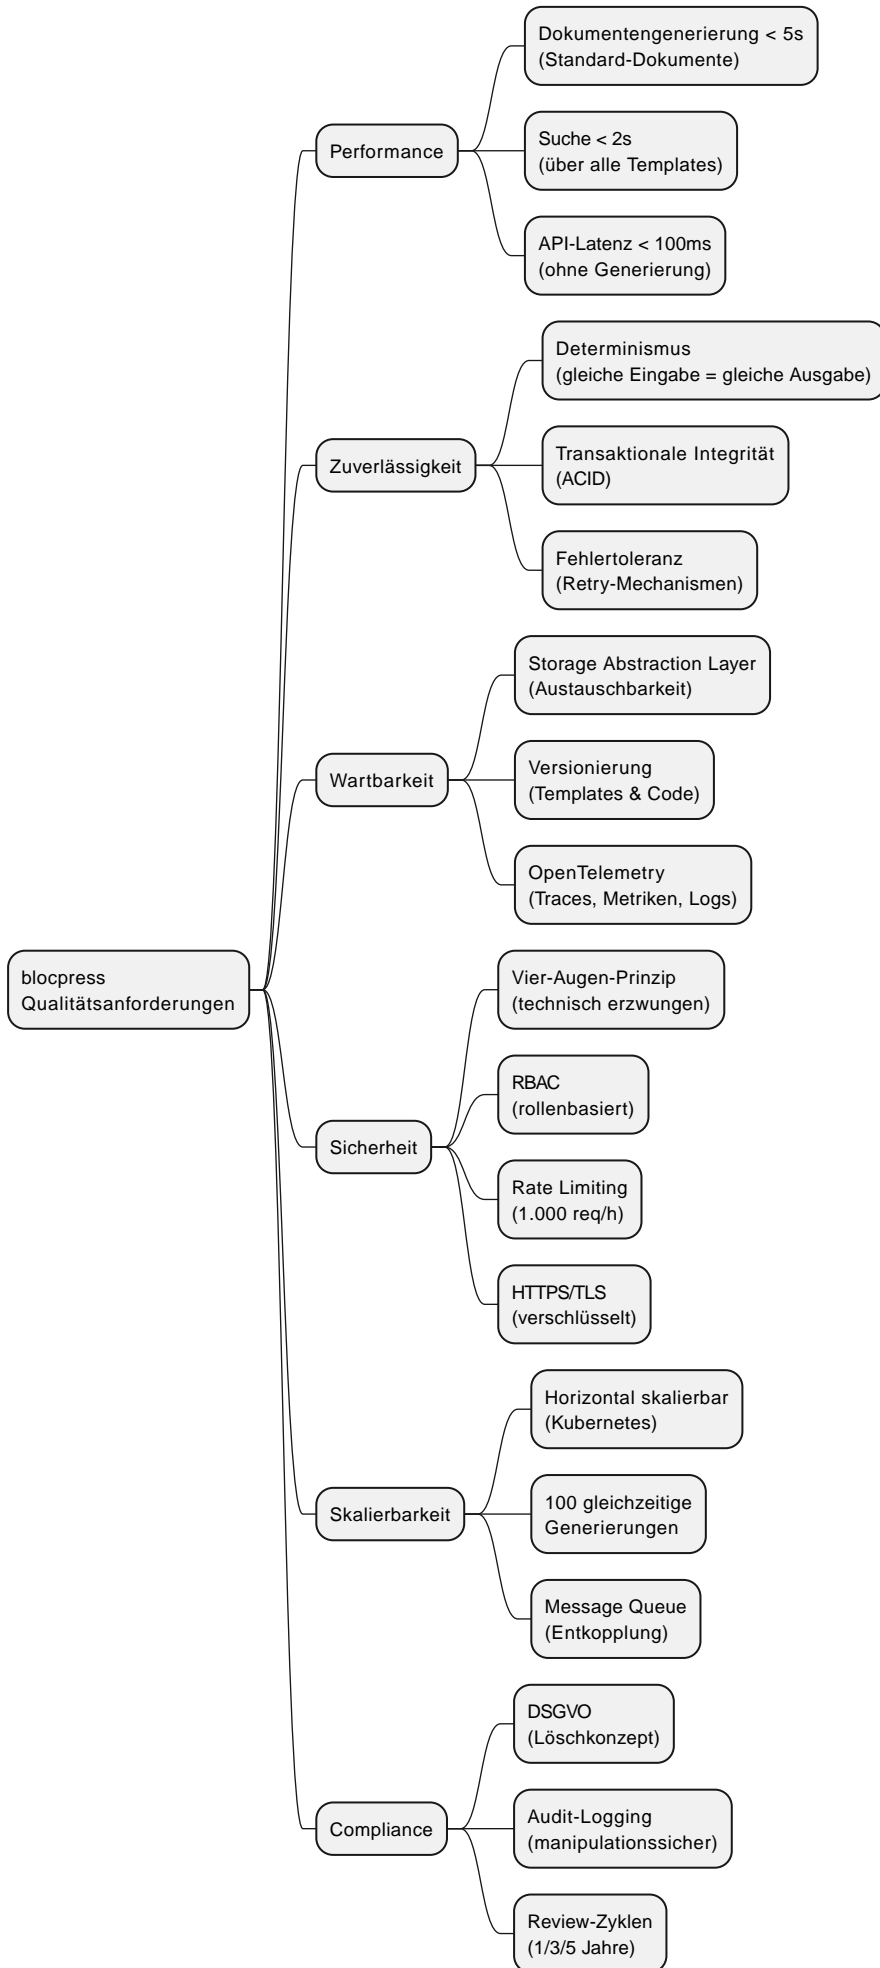 blocpress
Qualitätsanforderungen
Performance
Dokumentengenerierung < 5s
(Standard-Dokumente)
Suche < 2s
(über alle Templates)
API-Latenz < 100ms
(ohne Generierung)
Zuverlässigkeit
Determinismus
(gleiche Eingabe = gleiche Ausgabe)
Transaktionale Integrität
(ACID)
Fehlertoleranz
(Retry-Mechanismen)
Wartbarkeit
Storage Abstraction Layer
(Austauschbarkeit)
Versionierung
(Templates & Code)
OpenTelemetry
(Traces, Metriken, Logs)
Sicherheit
Vier-Augen-Prinzip
(technisch erzwungen)
RBAC
(rollenbasiert)
Rate Limiting
(1.000 req/h)
HTTPS/TLS
(verschlüsselt)
Skalierbarkeit
Horizontal skalierbar
(Kubernetes)
100 gleichzeitige
Generierungen
Message Queue
(Entkopplung)
Compliance
DSGVO
(Löschkonzept)
Audit-Logging
(manipulationssicher)
Review-Zyklen
(1/3/5 Jahre)